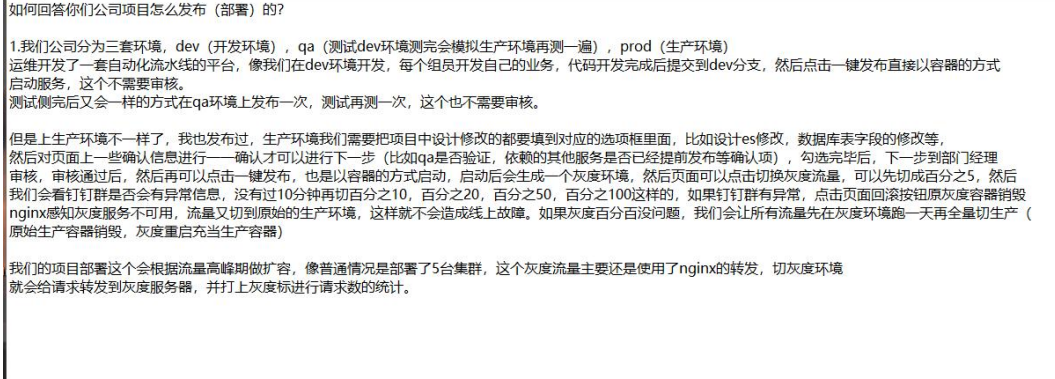 如何回答你们公司项目怎么发布（部署）的?
1.我们公司分为三套环境，dev（开发环境），qa（测试dev环境测完会模拟生产环境再测一遍），prod（生产环境）
运维开发了一套自动化流水线的平台，像我们在dev环境开发，每个组员开发自己的业务，代码开发完成后提交到dev分支，然后点击一键发布直接以容器的方式
启动服务，这个不需要审核。
测试侧完后又会一样的方式在qa环境上发布一次，测试再测一次，这个也不需要审核。
但是上生产环境不一样了，我也发布过，生产环境我们需要把项目中设计修改的都要填到对应的选项框里面，比如设计es修改，数据库表字段的修改等，
然后对页面上一些确认信息进行一一确认才可以进行下一步（比如qa是否验证，依赖的其他服务是否已经提前发布等确认项），勾选完毕后，下一步到部门经理
审核，审核通过后，然后再可以点击一键发布，也是以容器的方式启动，启动后会生成一个灰度环境，然后页面可以点击切换灰度流量，可以先切成百分之5，然后
我们会看钉钉群是否会有异常信息，没有过10分钟再切百分之10，百分之20，百分之50，百分之100这样的，如果钉钉群有异常，点击页面回滚按钮原灰度容器销毁
nginx感知灰度服务不可用，流量又切到原始的生产环境，这样就不会造成线上故障。如果灰度百分百没问题，我们会让所有流量先在灰度环境跑一天再全量切生产（
原始生产容器销毁，灰度重启充当生产容器）
我们的项目部署这个会根据流量高峰期做扩容，像普通情况是部署了5台集群，这个灰度流量主要还是使用了nginx的转发，切灰度环境
就会给请求转发到灰度服务器，并打上灰度标进行请求数的统计。